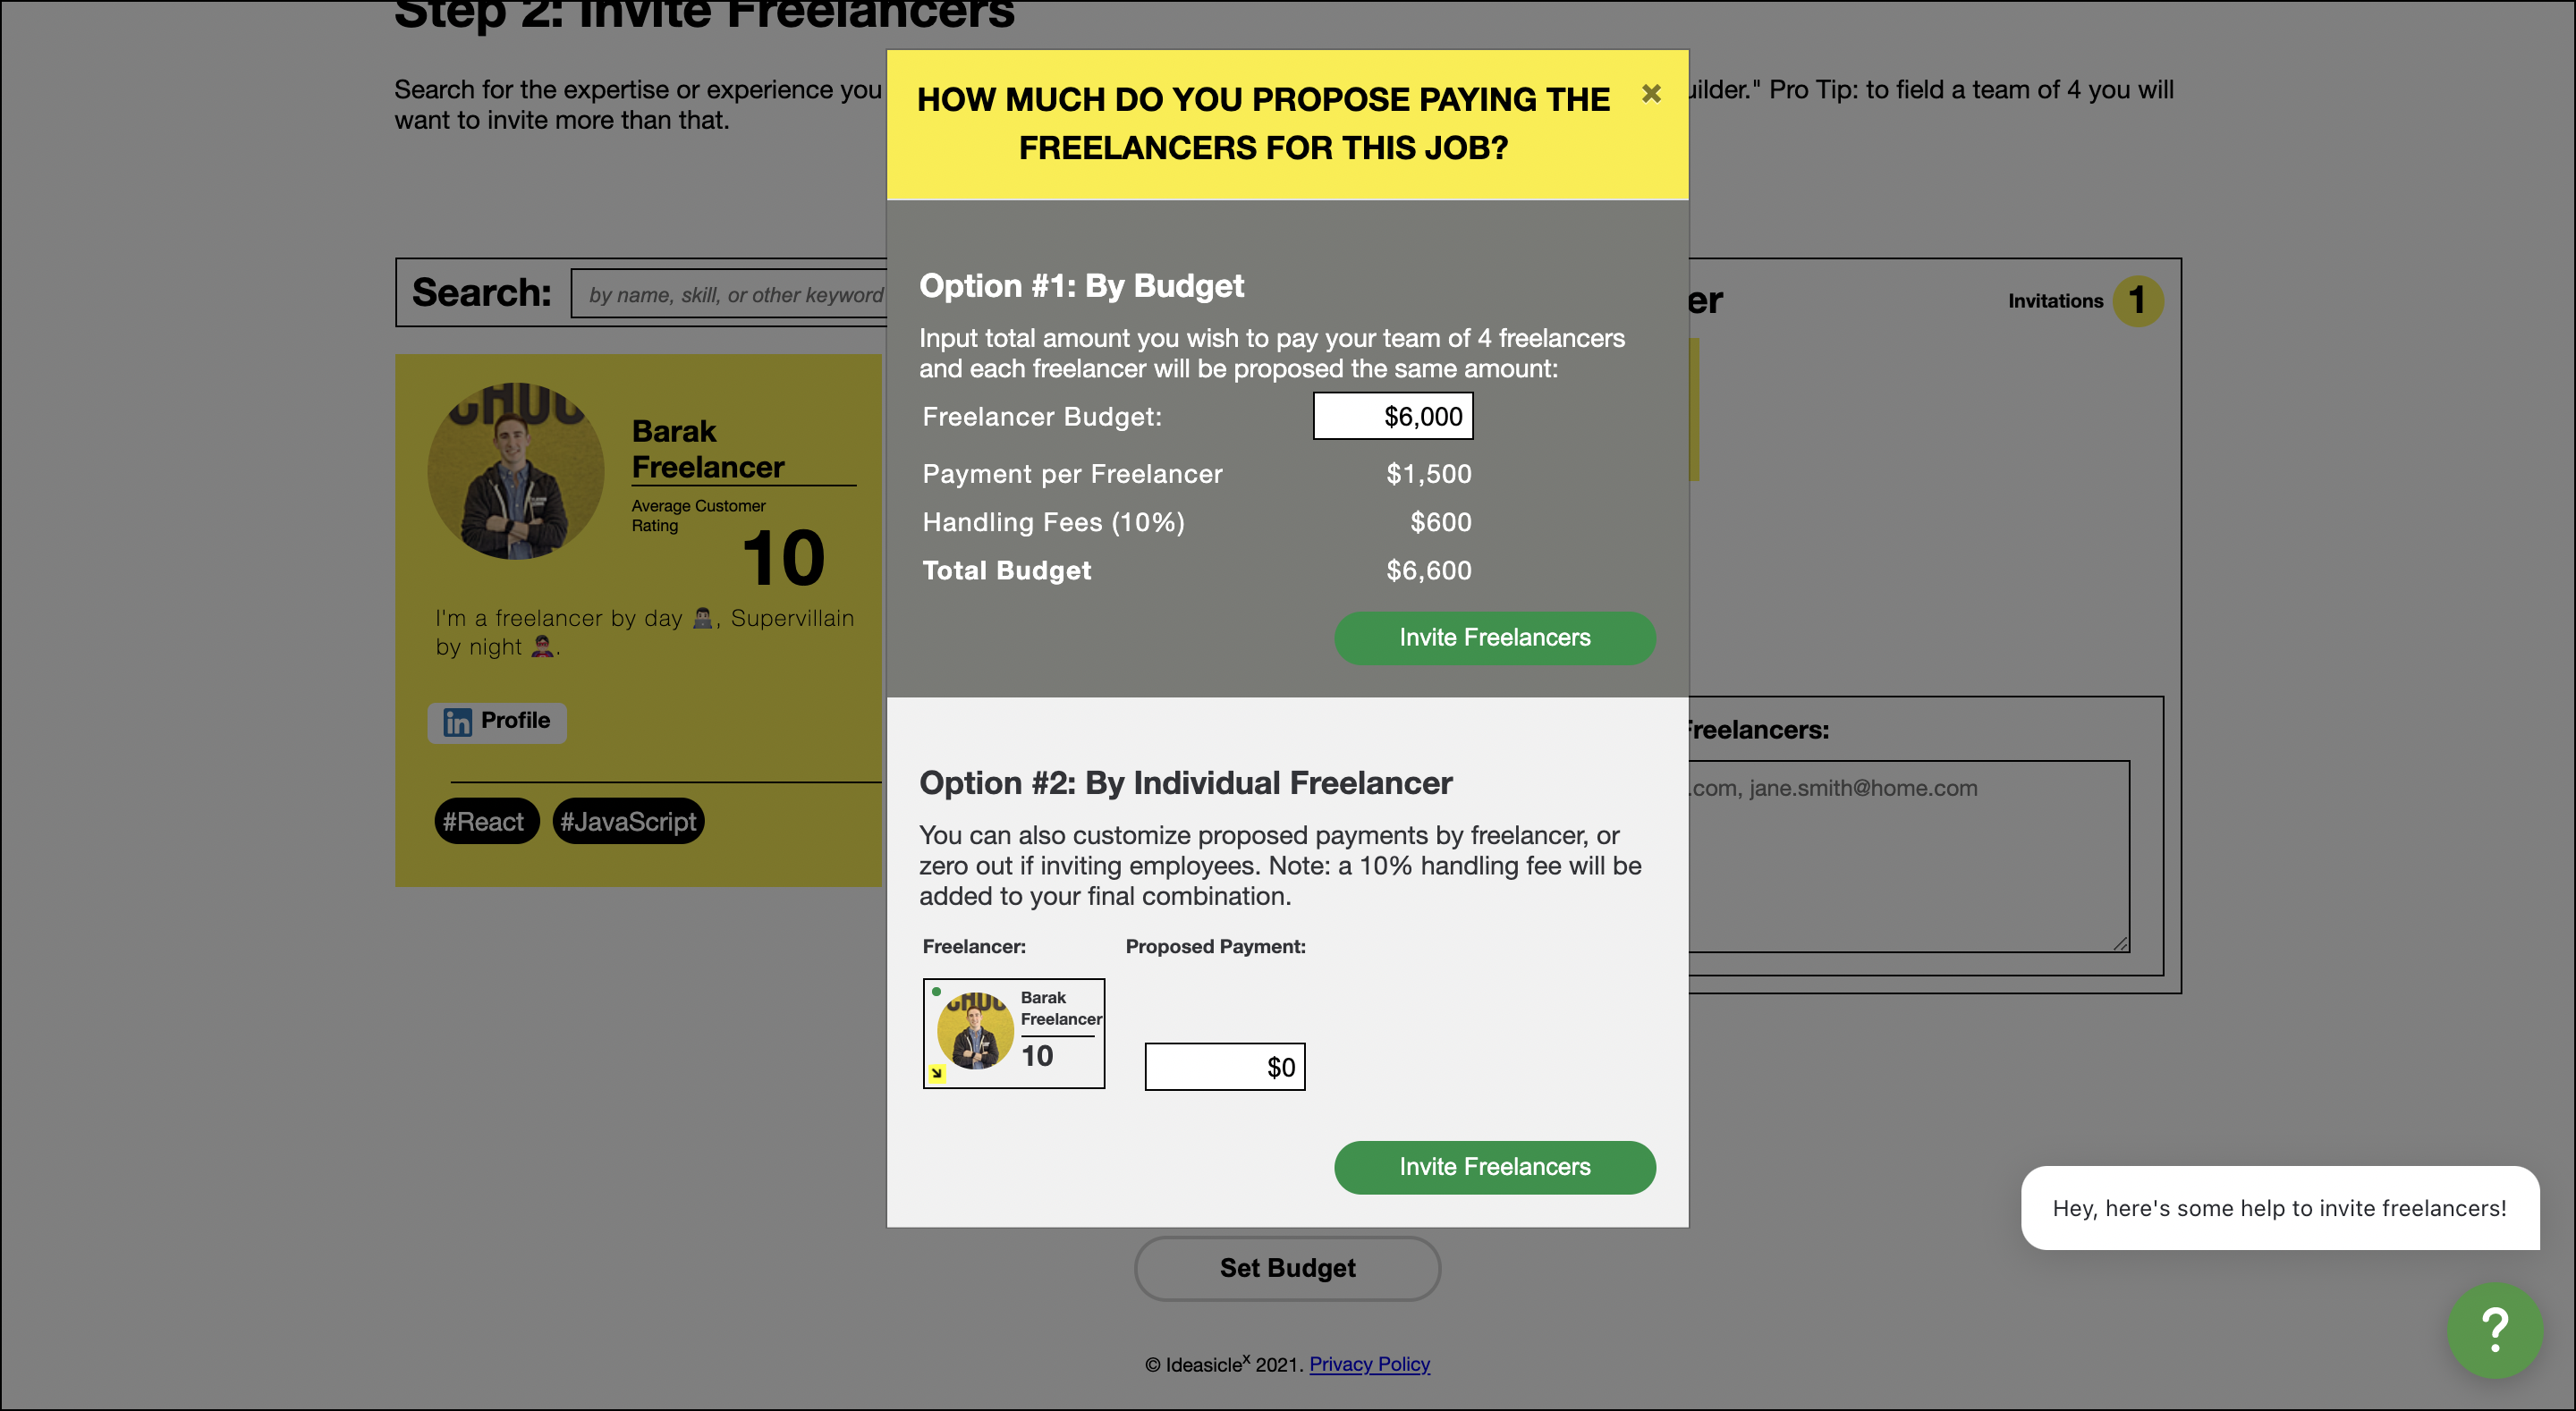 Step 2: Invite Freelancers
Search for the expertise or experience you
want to invite more than that.
ilder." Pro Tip: to field a team of 4 you will
HOW MUCH DO YOU PROPOSE PAYING THE
FREELANCERS FOR THIS JOB?
Search:
by name, skill, or other keyword
er
Invitations 1
Barak
Freelancer
Average Customer
Rating
10
I'm a freelancer by day 👨🏻‍💻, Supervillain
by night 🦹🏻.
in Profile
#React #JavaScript
Option #1: By Budget
Input total amount you wish to pay your team of 4 freelancers
and each freelancer will be proposed the same amount:
Freelancer Budget: $6,000
Payment per Freelancer $1,500
Handling Fees (10%) $600
Total Budget $6,600
Invite Freelancers
Option #2: By Individual Freelancer
You can also customize proposed payments by freelancer, or
zero out if inviting employees. Note: a 10% handling fee will be
added to your final combination.
Freelancer: Proposed Payment:
Barak
Freelancer
10
$0
Invite Freelancers
Freelancers:
.com, jane.smith@home.com
Hey, here's some help to invite freelancers!
Set Budget
?
© Ideasicleˣ 2021. Privacy Policy